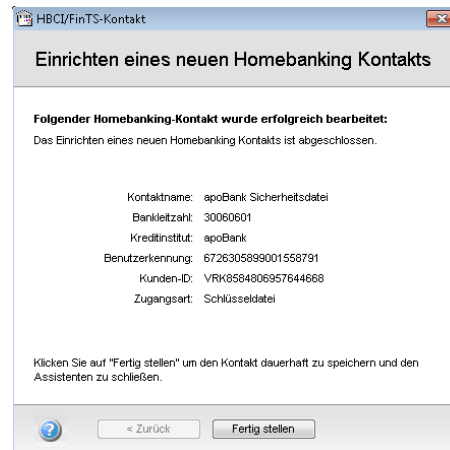 HBCI/FinTS-Kontakt
Einrichten eines neuen Homebanking Kontakts
Folgender Homebanking-Kontakt wurde erfolgreich bearbeitet:
Das Einrichten eines neuen Homebanking Kontakts ist abgeschlossen.
Kontaktname: apoBank Sicherheitsdatei
Bankleitzahl: 30060601
Kreditinstitut: apoBank
Benutzerkennung: 6726305899001558791
Kunden-ID: VRK8584806957644668
Zugangsart: Schlüsseldatei
Klicken Sie auf "Fertig stellen" um den Kontakt dauerhaft zu speichern und den
Assistenten zu schließen.
? < Zurück Fertig stellen